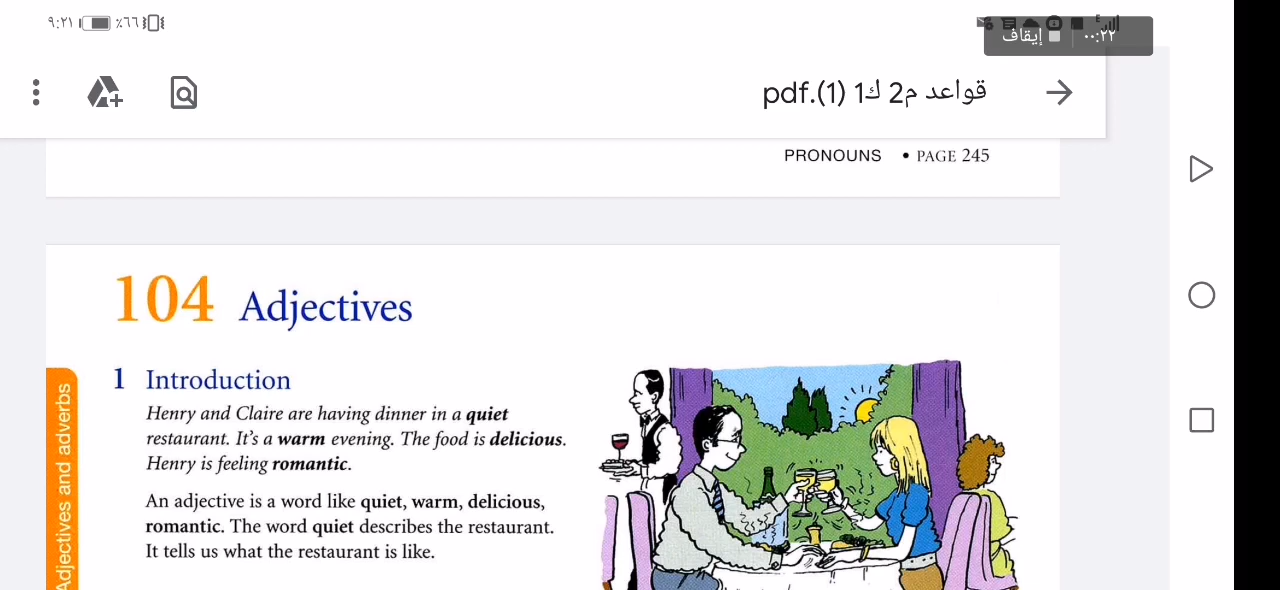 ٩:٢١ ٪٦٦ E
إيقاف ٠٠:٢٢
قواعد م2 ك1 (1).pdf
PRONOUNS • PAGE 245
104 Adjectives
1 Introduction
Henry and Claire are having dinner in a quiet
restaurant. It's a warm evening. The food is delicious.
Henry is feeling romantic.
An adjective is a word like quiet, warm, delicious,
romantic. The word quiet describes the restaurant.
It tells us what the restaurant is like.
Adjectives and adverbs